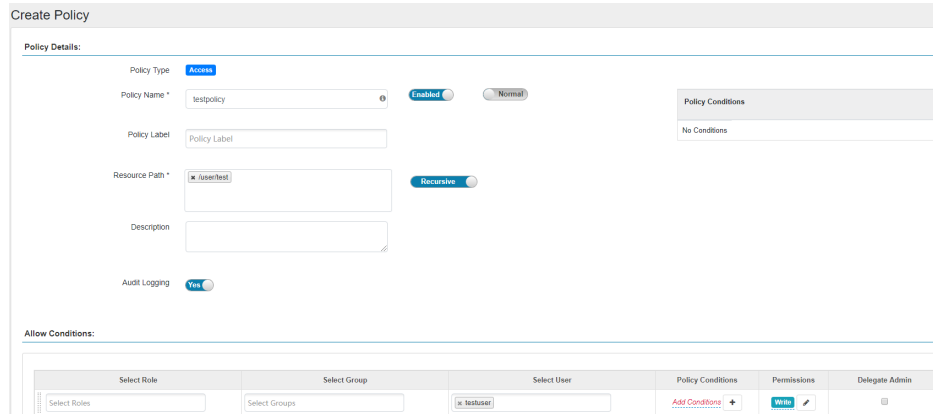 Create Policy
Policy Details:
Policy Type Access
Policy Name * testpolicy Enabled Normal
Policy Conditions
No Conditions
Policy Label Policy Label
Resource Path * × /user/test Recursive
Description
Audit Logging Yes
Allow Conditions:
Select Role Select Group Select User Policy Conditions Permissions Delegate Admin
Select Roles Select Groups × testuser Add Conditions + Write